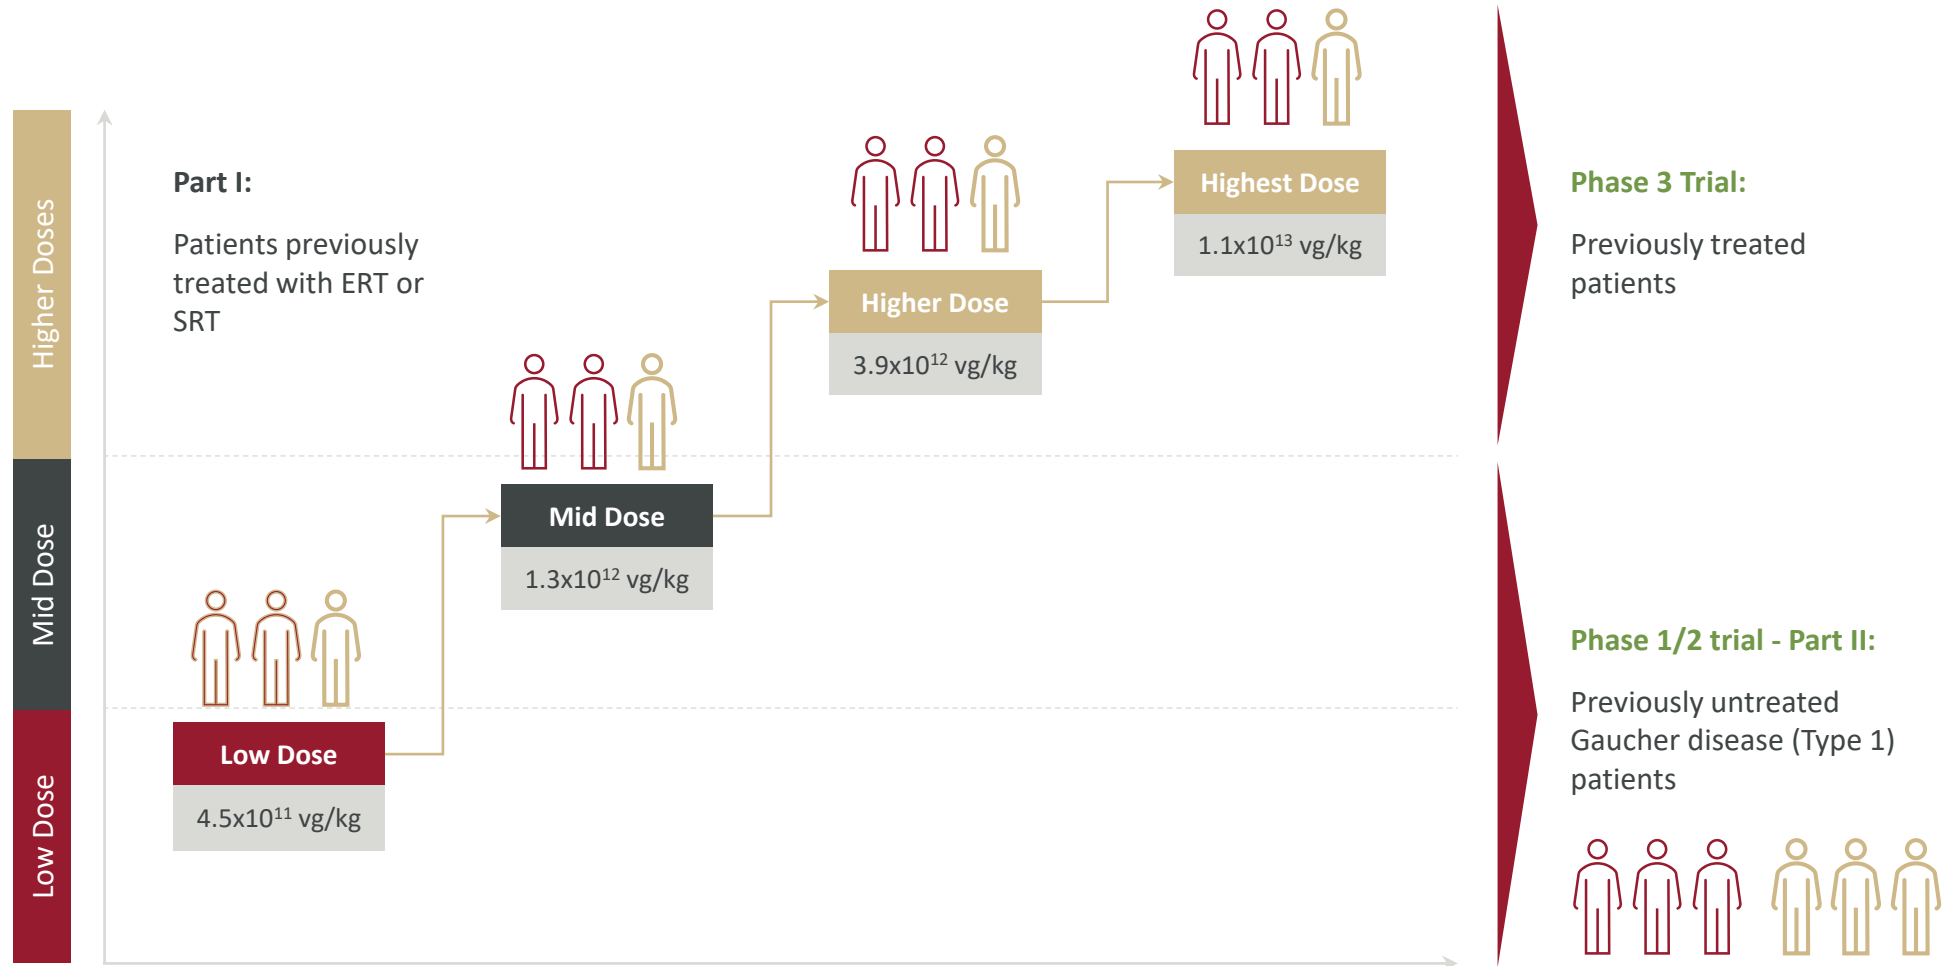 Higher Doses
Mid Dose
Low Dose
Part I:
Patients previously
treated with ERT or
SRT
Low Dose
4.5x10¹¹ vg/kg
Mid Dose
1.3x10¹² vg/kg
Higher Dose
3.9x10¹² vg/kg
Highest Dose
1.1x10¹³ vg/kg
Phase 3 Trial:
Previously treated
patients
Phase 1/2 trial - Part II:
Previously untreated
Gaucher disease (Type 1)
patients